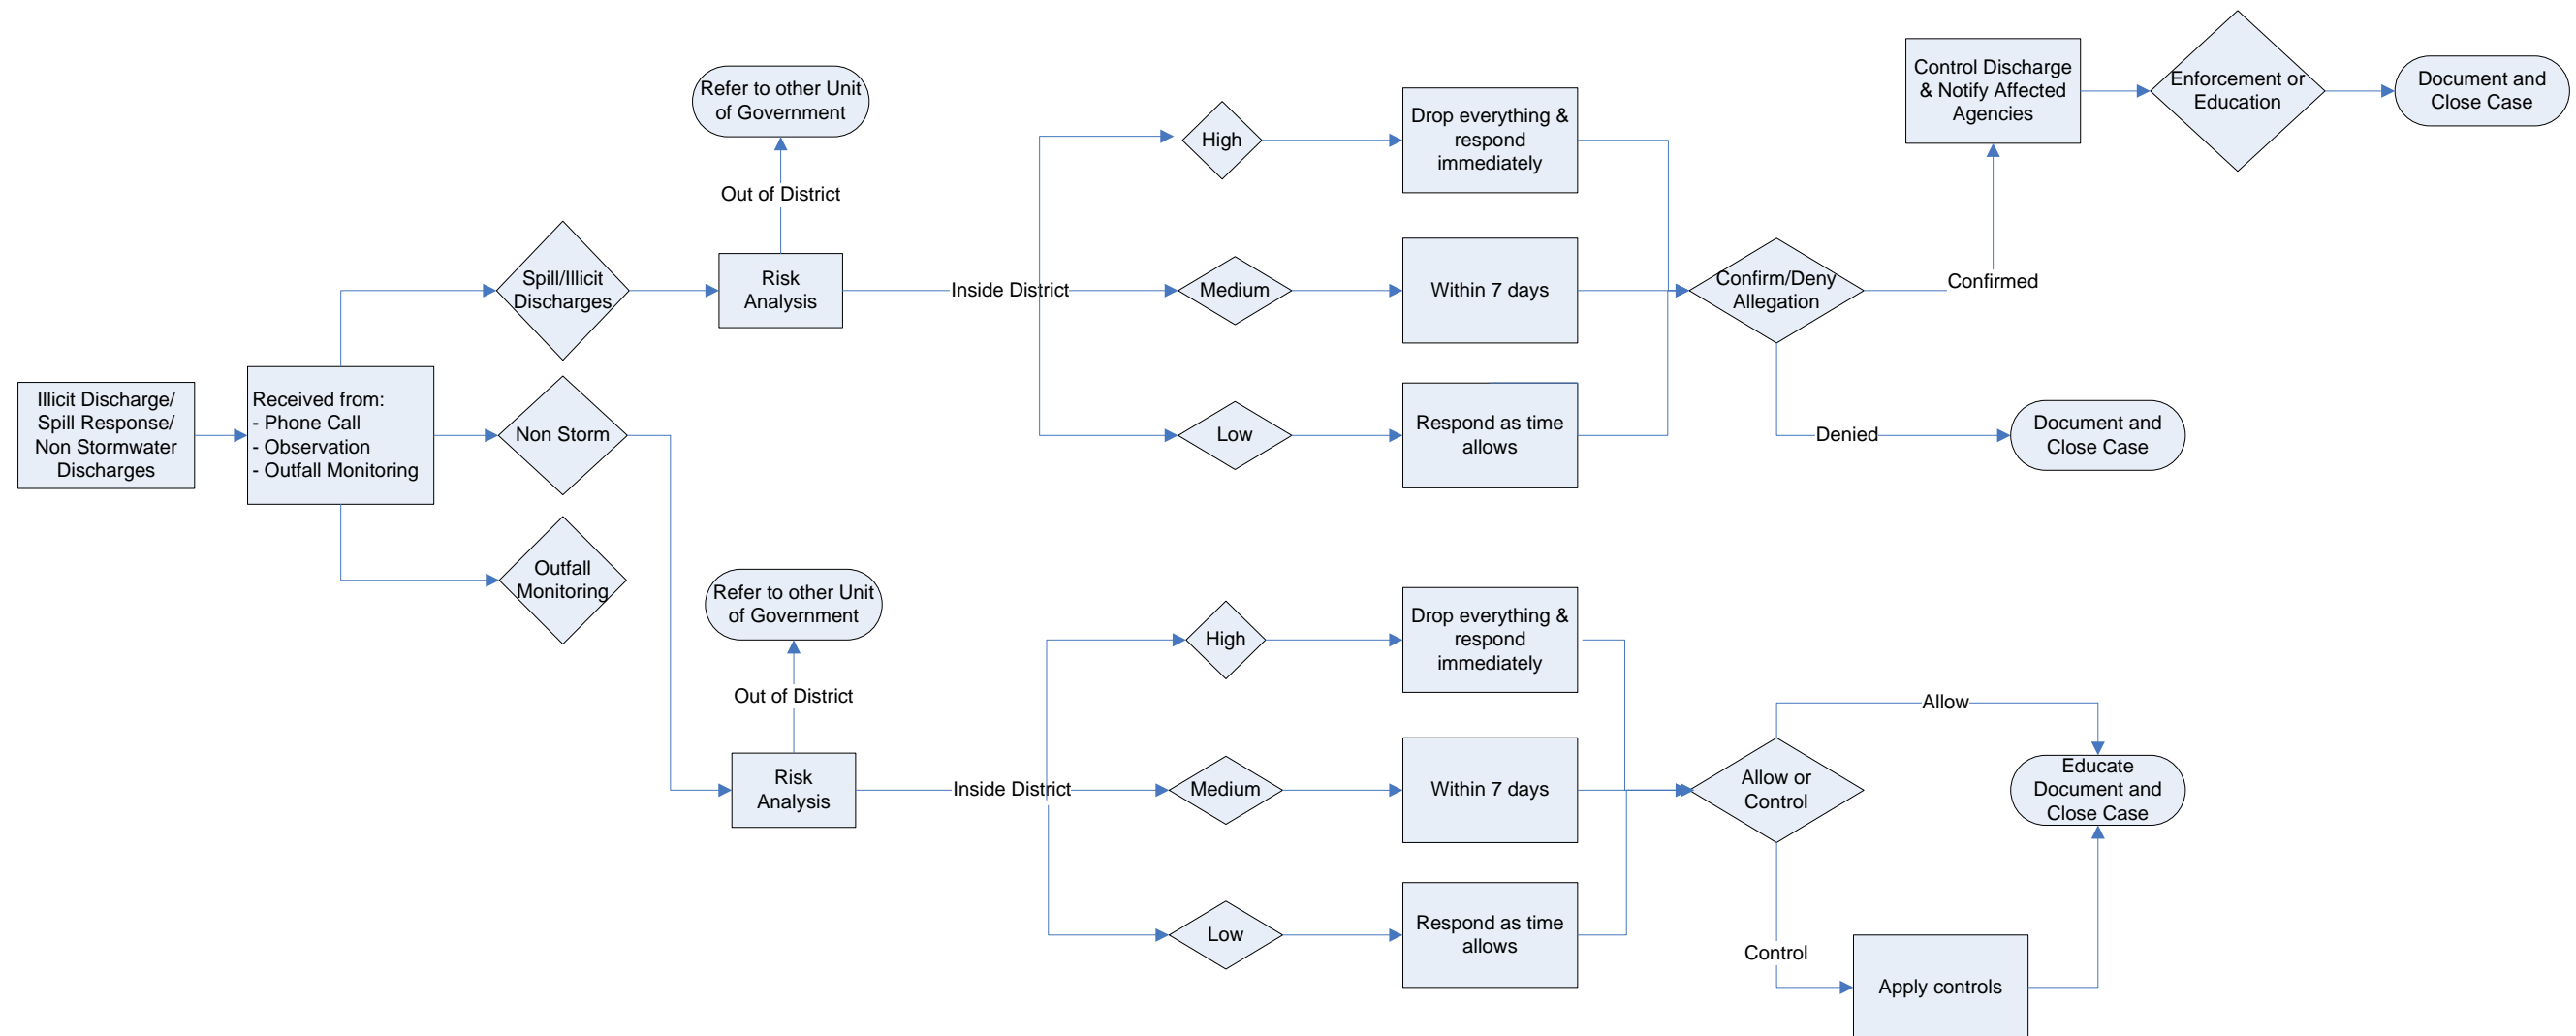 Illicit Discharge/
Spill Response/
Non Stormwater
Discharges
Received from:
- Phone Call
- Observation
- Outfall Monitoring
Spill/Illicit
Discharges
Non Storm
Outfall
Monitoring
Refer to other Unit
of Government
Out of District
Risk
Analysis
Inside District
High
Medium
Low
Drop everything &
respond
immediately
Within 7 days
Respond as time
allows
Confirm/Deny
Allegation
Confirmed
Denied
Control Discharge
& Notify Affected
Agencies
Enforcement or
Education
Document and
Close Case
Document and
Close Case
Refer to other Unit
of Government
Out of District
Risk
Analysis
Inside District
High
Medium
Low
Drop everything &
respond
immediately
Within 7 days
Respond as time
allows
Allow or
Control
Allow
Control
Apply controls
Educate
Document and
Close Case